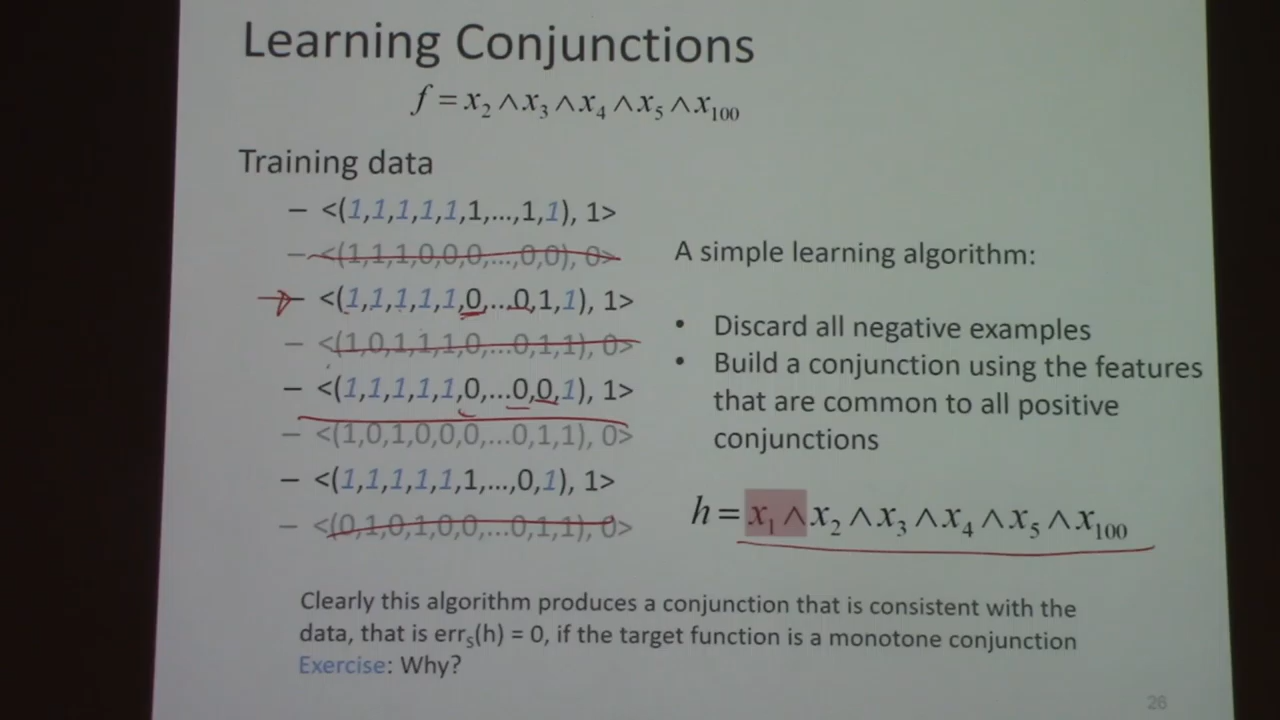 Learning Conjunctions
f = x₂ ∧ x₃ ∧ x₄ ∧ x₅ ∧ x₁₀₀
Training data
– <(1,1,1,1,1,1,...,1,1), 1>
– <(1,1,1,0,0,0,...,0,0), 0>
– <(1,1,1,1,1,0,...0,1,1), 1>
– <(1,0,1,1,1,0,...0,1,1), 0>
– <(1,1,1,1,1,0,...0,0,1), 1>
– <(1,0,1,0,0,0,...0,1,1), 0>
– <(1,1,1,1,1,1,...,0,1), 1>
– <(0,1,0,1,0,0,...0,1,1), 0>
A simple learning algorithm:
• Discard all negative examples
• Build a conjunction using the features
that are common to all positive
conjunctions
h = x₁ ∧ x₂ ∧ x₃ ∧ x₄ ∧ x₅ ∧ x₁₀₀
Clearly this algorithm produces a conjunction that is consistent with the
data, that is errₛ(h) = 0, if the target function is a monotone conjunction
Exercise: Why?
26